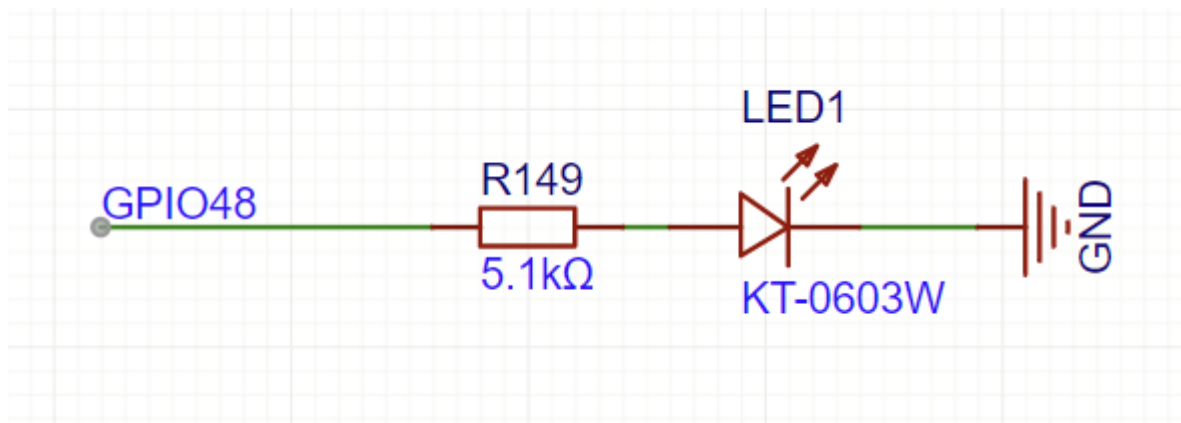 LED1
R149
GPIO48
5.1kΩ
KT-0603W
GND